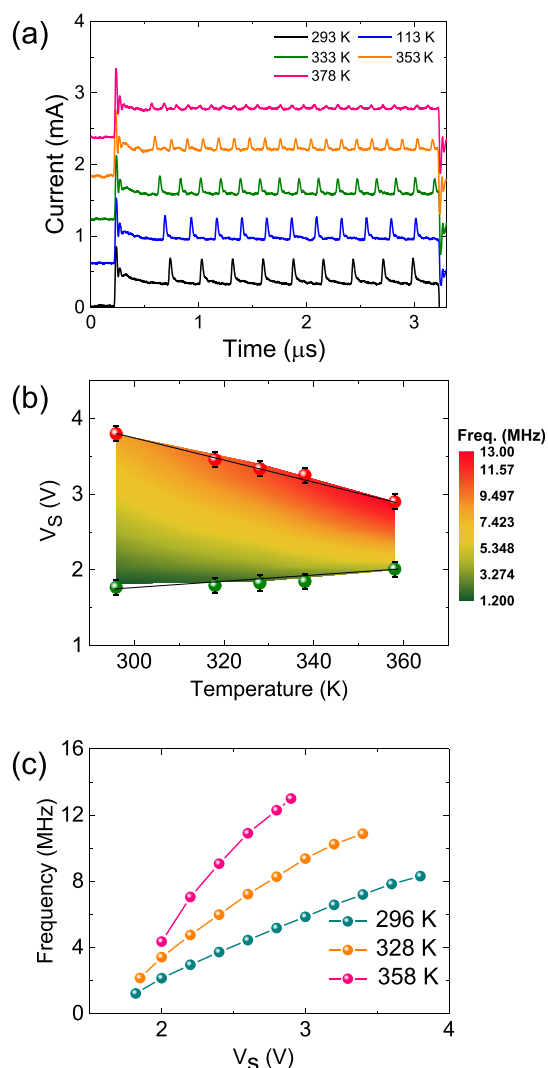 (a)
4
3
2
1
0
Current (mA)
293 K 113 K
333 K 353 K
378 K
0 1 2 3
Time (μs)
(b)
4
3
2
1
V_S (V)
300 320 340 360
Temperature (K)
Freq. (MHz)
13.00
11.57
9.497
7.423
5.348
3.274
1.200
(c)
16
12
8
4
0
Frequency (MHz)
296 K
328 K
358 K
2 3 4
V_S (V)